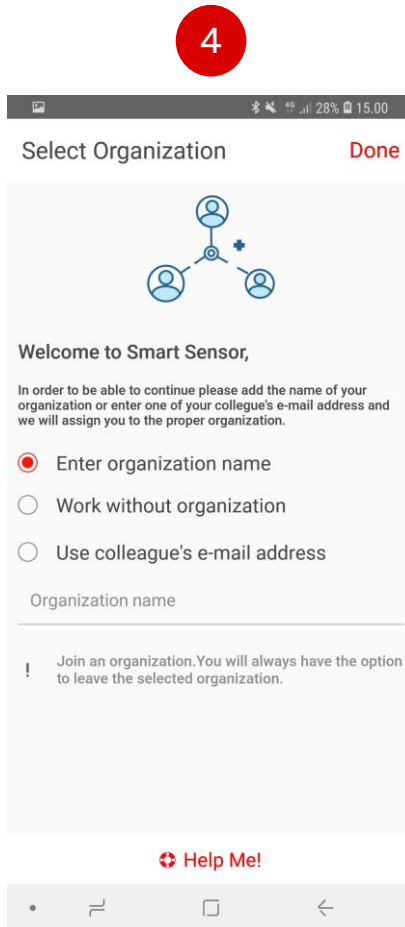 4
4G 28% 15.00
Select Organization Done
Welcome to Smart Sensor,
In order to be able to continue please add the name of your
organization or enter one of your collegue's e-mail address and
we will assign you to the proper organization.
Enter organization name
Work without organization
Use colleague's e-mail address
Organization name
! Join an organization.You will always have the option
to leave the selected organization.
Help Me!